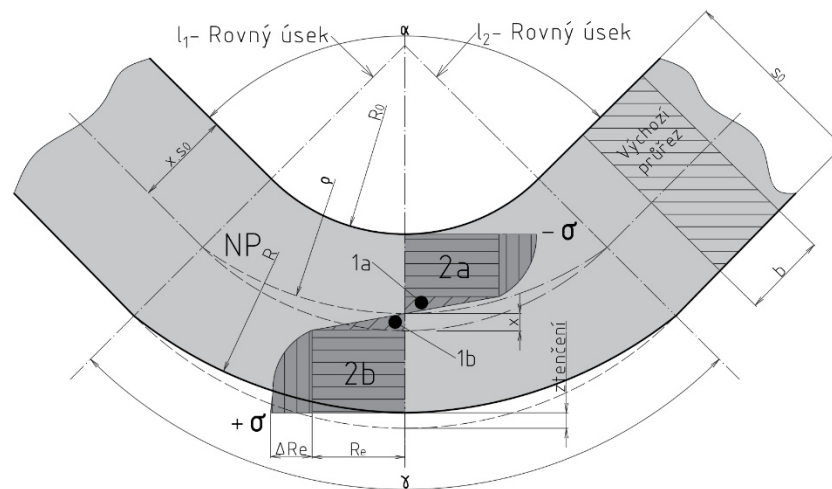 α
l₁- Rovný úsek
l₂- Rovný úsek
s₀
R₀
x.s₀
Výchozí
průřez
ρ
- σ
NP
R
2a
1a
b
x
1b
2b
ztenčení
+ σ
ΔRe
Re
γ